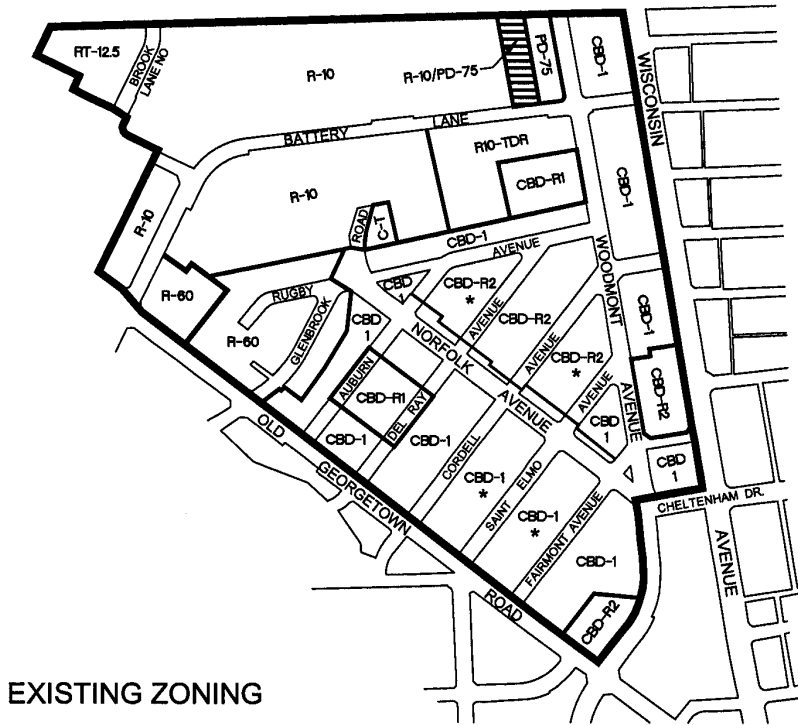 RT-12.5
BROOK
LANE NO
R-10
R-10/PD-75
PD-75
CBD-1
WISCONSIN
BATTERY LANE
R10-TDR
CBD-R1
CBD-1
R-10
R-10
ROAD
C-T
CBD-1
AVENUE
WOODMONT
R-60
RUGBY
R-60
GLENBROOK
CBD
1
CBD
1
CBD-R2
*
AVENUE
CBD-R2
AVENUE
CBD-R2
*
AVENUE
CBD-1
CBD-R2
NORFOLK
AVENUE
AUBURN
CBD-R1
DEL RAY
CBD
1
AVENUE
CBD
1
OLD
CBD-1
CBD-1
CORDELL
CBD-1
*
SAINT ELMO
CBD-1
*
FAIRMONT AVENUE
CBD-1
GEORGETOWN
CHELTENHAM DR.
AVENUE
ROAD
CBD-R2
EXISTING ZONING